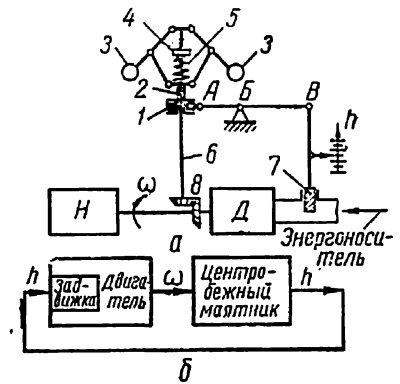 4
5
3
3
2
А
Б
В
1
h
6
7
ω
8
Н
Д
а
Энергоноси-
тель
h
Зад-
вижка
Двига-
тель
ω
Центро-
бежный
маятник
h
б